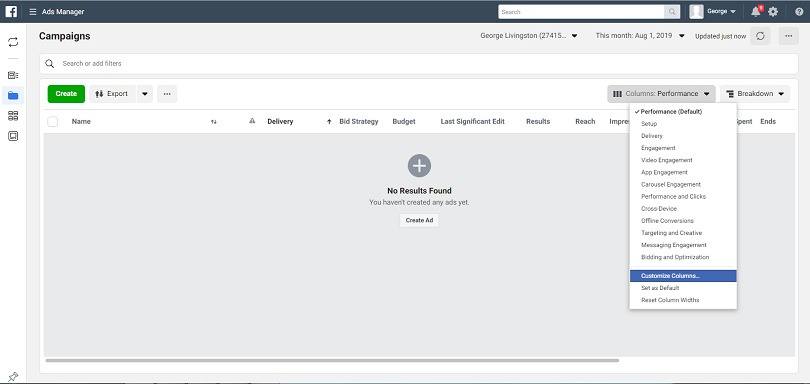 Ads Manager
Search
George
8
Campaigns
George Livingston (27415...
This month: Aug 1, 2019
Updated just now
Search or add filters
Create
Export
Columns: Performance
Breakdown
Name
Delivery
Bid Strategy
Budget
Last Significant Edit
Results
Reach
Impres
Spent
Ends
Performance (Default)
Setup
Delivery
Engagement
Video Engagement
App Engagement
Carousel Engagement
Performance and Clicks
Cross-Device
Offline Conversions
Targeting and Creative
Messaging Engagement
Bidding and Optimization
Customize Columns...
Set as Default
Reset Column Widths
No Results Found
You haven't created any ads yet.
Create Ad